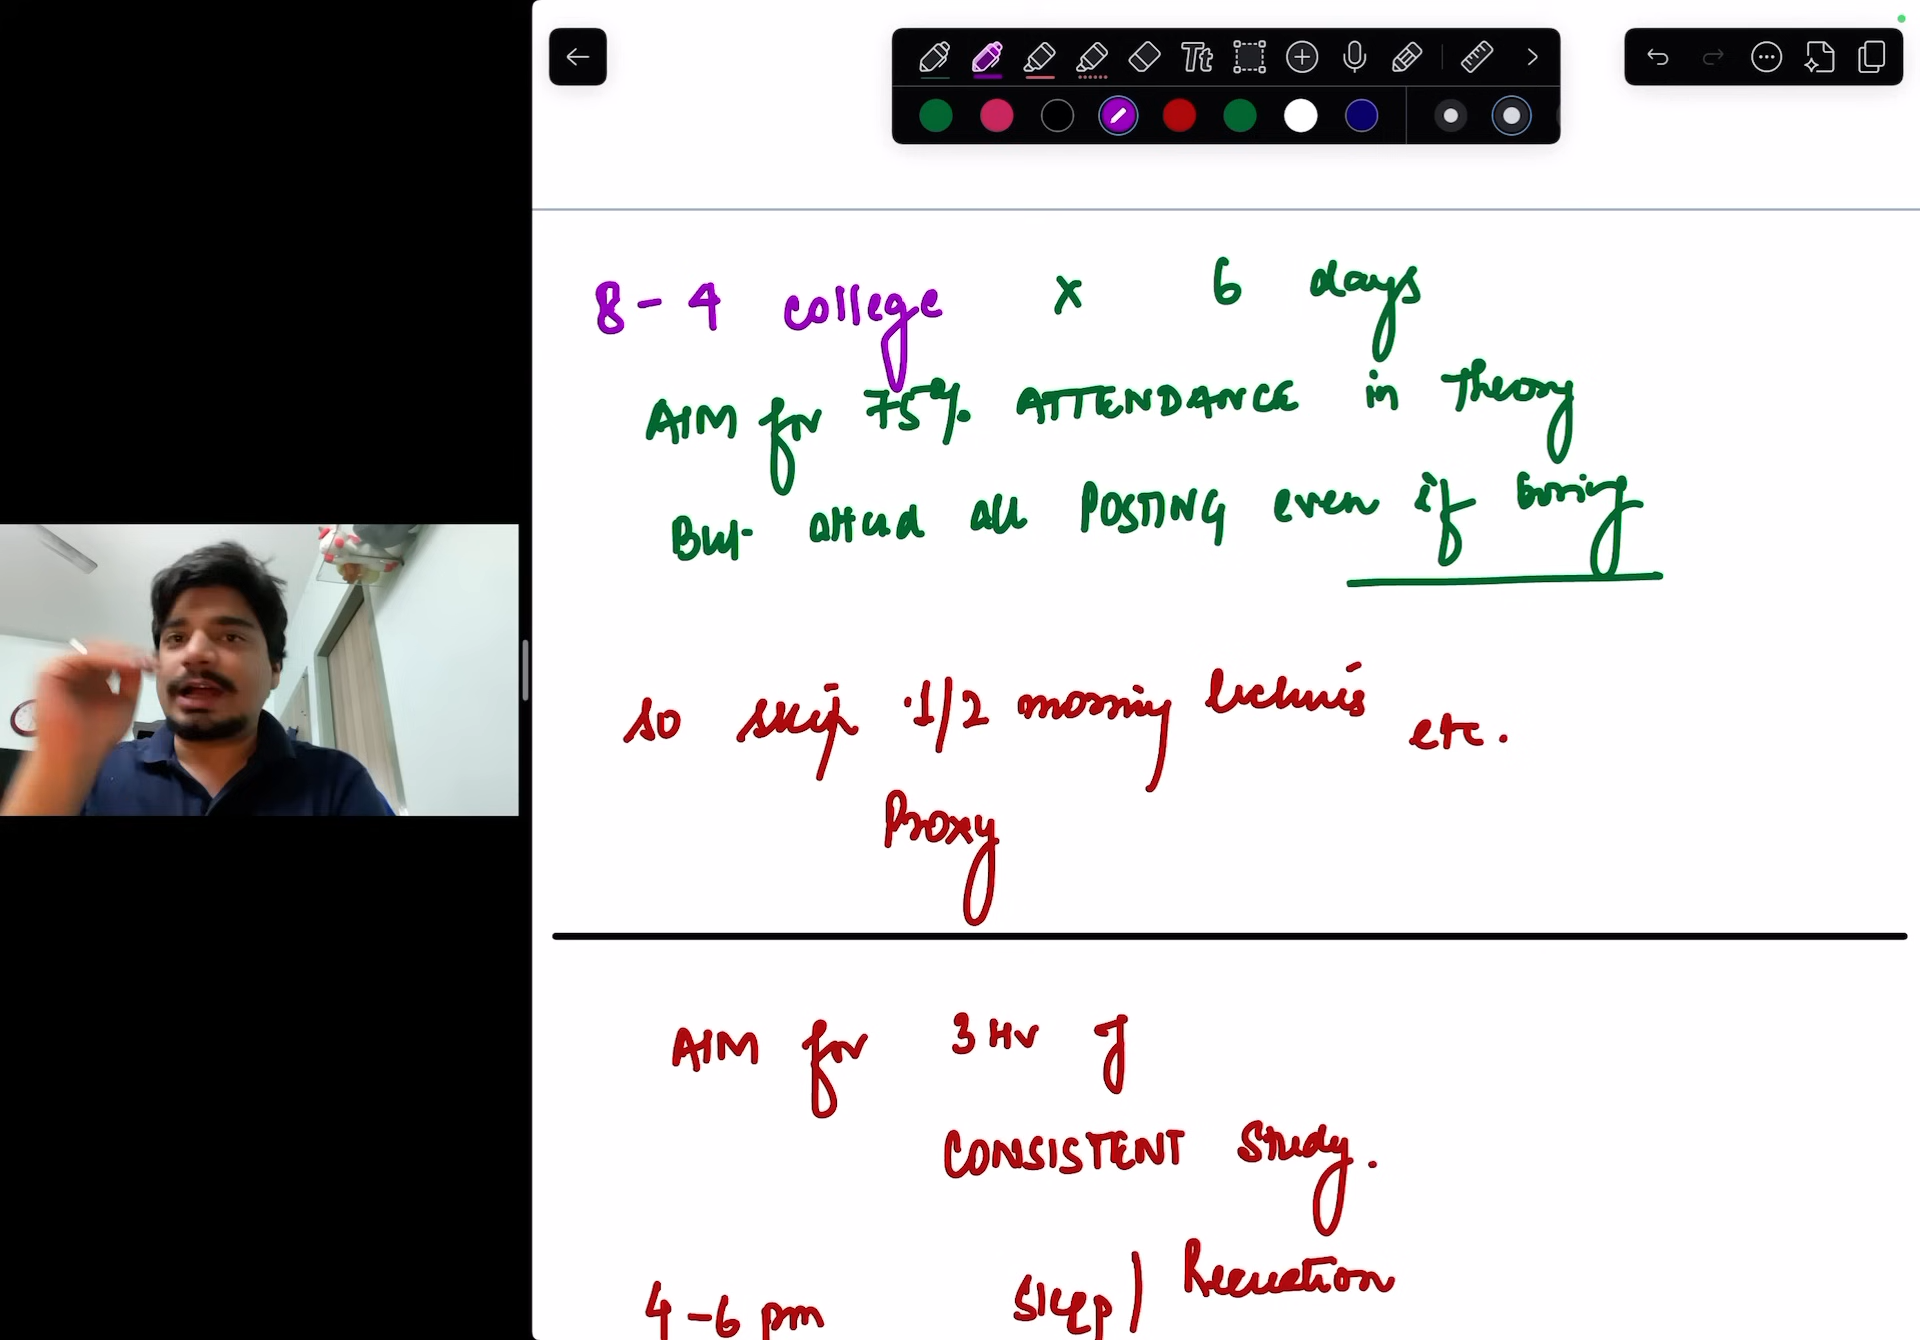 Tt
8-4 college x 6 days
AIM for 75% ATTENDANCE in Theory
But attend all POSTING even if boring
so skip 1/2 morning lectures etc.
Proxy
AIM for 3 Hr of
CONSISTENT Study.
4-6 pm sleep / Recreation